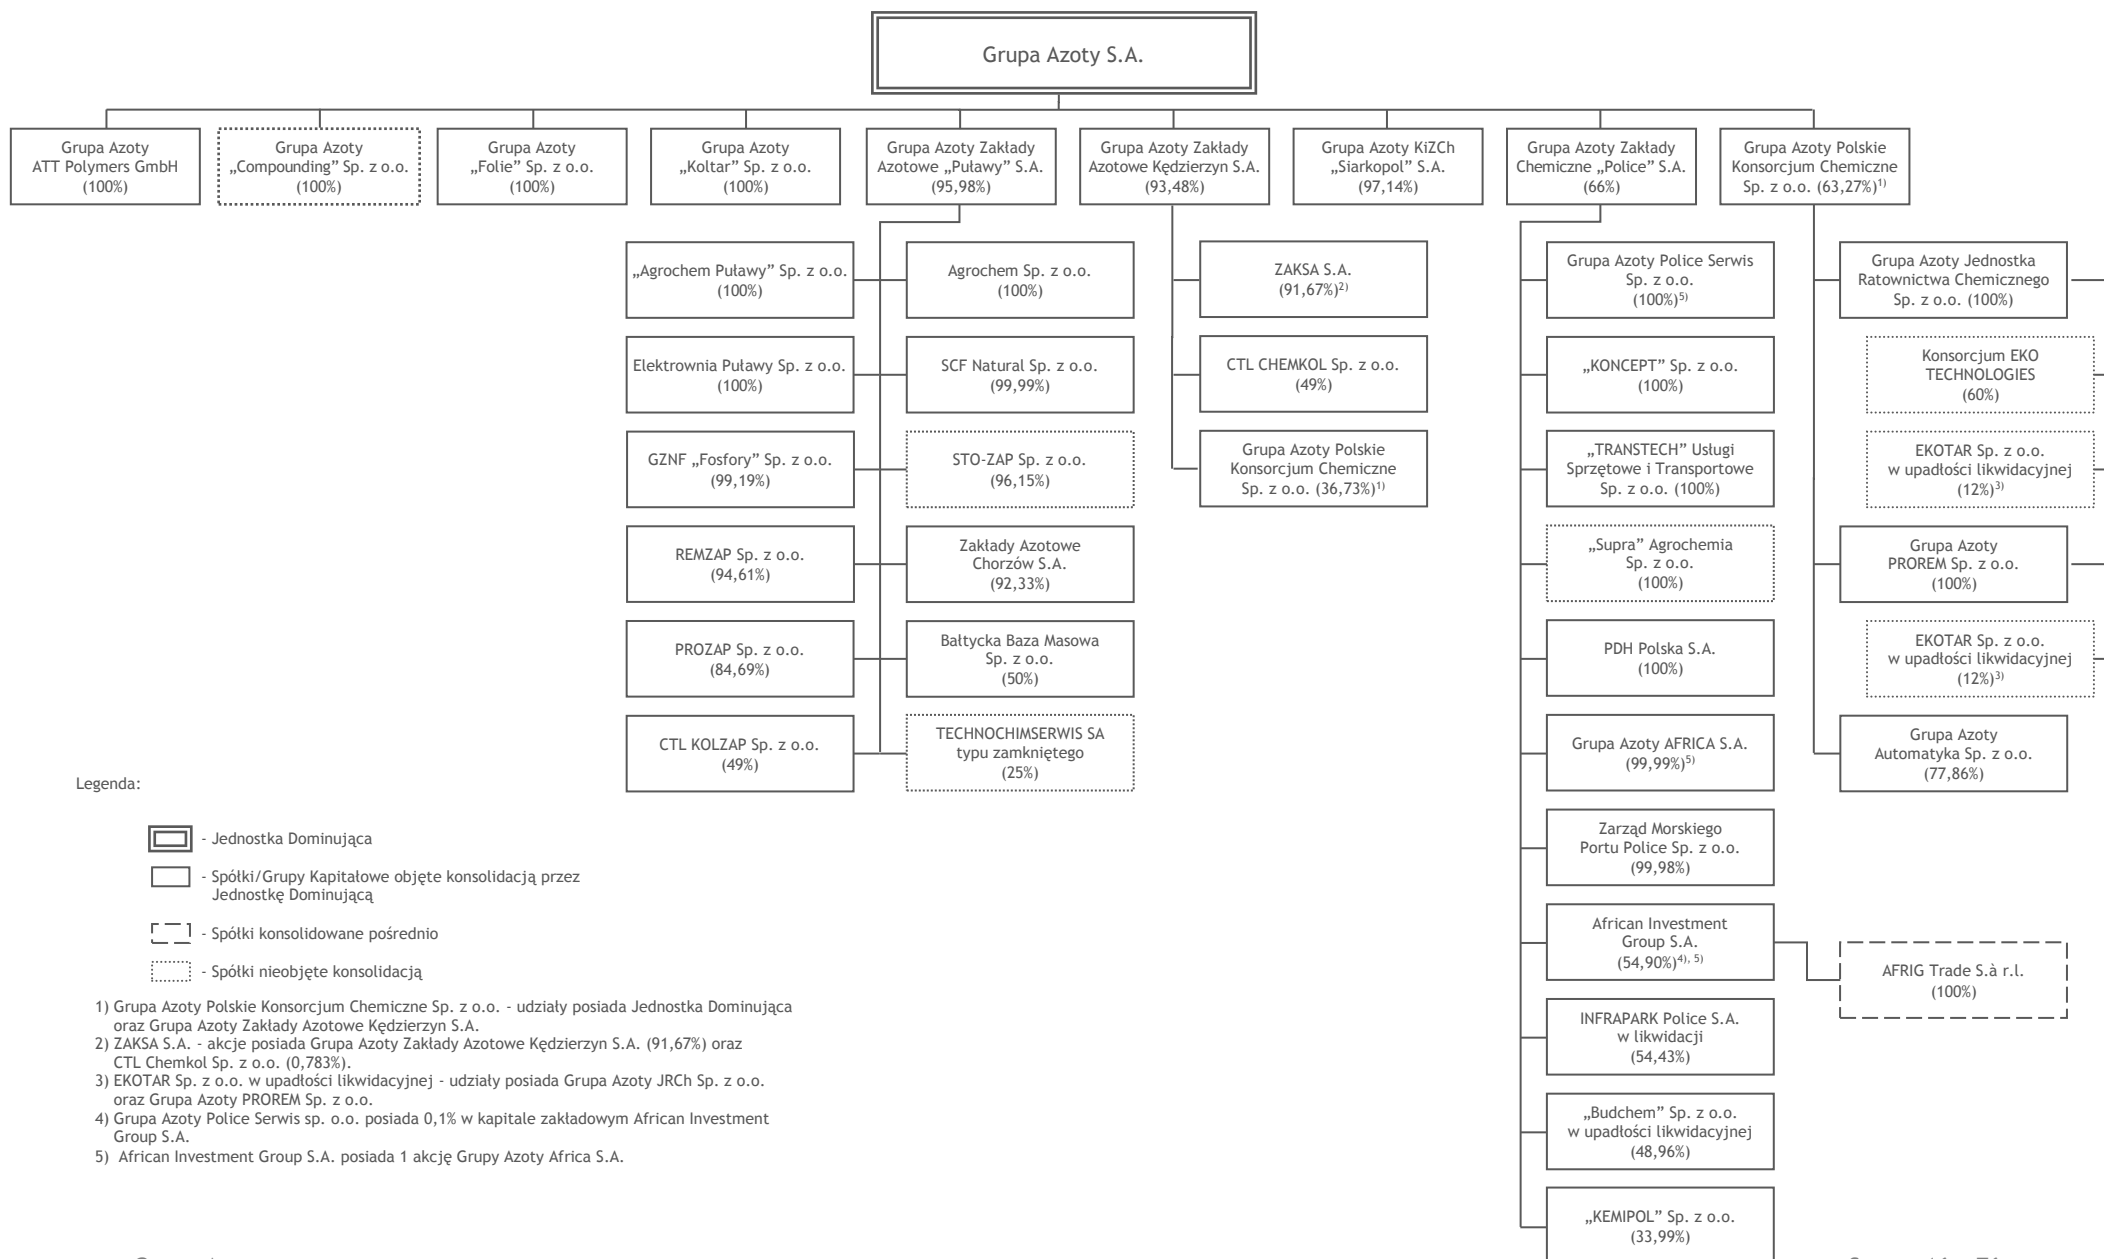 Grupa Azoty S.A.
Grupa Azoty
ATT Polymers GmbH
(100%)
Grupa Azoty
„Compounding” Sp. z o.o.
(100%)
Grupa Azoty
„Folie” Sp. z o.o.
(100%)
Grupa Azoty
„Koltar” Sp. z o.o.
(100%)
Grupa Azoty Zakłady
Azotowe „Puławy” S.A.
(95,98%)
Grupa Azoty Zakłady
Azotowe Kędzierzyn S.A.
(93,48%)
Grupa Azoty KiZCh
„Siarkopol” S.A.
(97,14%)
Grupa Azoty Zakłady
Chemiczne „Police” S.A.
(66%)
Grupa Azoty Polskie
Konsorcjum Chemiczne
Sp. z o.o. (63,27%)1)
„Agrochem Puławy” Sp. z o.o.
(100%)
Elektrownia Puławy Sp. z o.o.
(100%)
GZNF „Fosfory” Sp. z o.o.
(99,19%)
REMZAP Sp. z o.o.
(94,61%)
PROZAP Sp. z o.o.
(84,69%)
CTL KOLZAP Sp. z o.o.
(49%)
Agrochem Sp. z o.o.
(100%)
SCF Natural Sp. z o.o.
(99,99%)
STO-ZAP Sp. z o.o.
(96,15%)
Zakłady Azotowe
Chorzów S.A.
(92,33%)
Bałtycka Baza Masowa
Sp. z o.o.
(50%)
TECHNOCHIMSERWIS SA
typu zamkniętego
(25%)
ZAKSA S.A.
(91,67%)2)
CTL CHEMKOL Sp. z o.o.
(49%)
Grupa Azoty Polskie
Konsorcjum Chemiczne
Sp. z o.o. (36,73%)1)
Grupa Azoty Police Serwis
Sp. z o.o.
(100%)5)
„KONCEPT” Sp. z o.o.
(100%)
„TRANSTECH” Usługi
Sprzętowe i Transportowe
Sp. z o.o. (100%)
„Supra” Agrochemia
Sp. z o.o.
(100%)
PDH Polska S.A.
(100%)
Grupa Azoty AFRICA S.A.
(99,99%)5)
Zarząd Morskiego
Portu Police Sp. z o.o.
(99,98%)
African Investment
Group S.A.
(54,90%)4), 5)
INFRAPARK Police S.A.
w likwidacji
(54,43%)
„Budchem” Sp. z o.o.
w upadłości likwidacyjnej
(48,96%)
„KEMIPOL” Sp. z o.o.
(33,99%)
Grupa Azoty Jednostka
Ratownictwa Chemicznego
Sp. z o.o. (100%)
Konsorcjum EKO
TECHNOLOGIES
(60%)
EKOTAR Sp. z o.o.
w upadłości likwidacyjnej
(12%)3)
Grupa Azoty
PROREM Sp. z o.o.
(100%)
EKOTAR Sp. z o.o.
w upadłości likwidacyjnej
(12%)3)
Grupa Azoty
Automatyka Sp. z o.o.
(77,86%)
AFRIG Trade S.à r.l.
(100%)
Legenda:
- Jednostka Dominująca
- Spółki/Grupy Kapitałowe objęte konsolidacją przez
Jednostkę Dominującą
- Spółki konsolidowane pośrednio
- Spółki nieobjęte konsolidacją
1) Grupa Azoty Polskie Konsorcjum Chemiczne Sp. z o.o. - udziały posiada Jednostka Dominująca
oraz Grupa Azoty Zakłady Azotowe Kędzierzyn S.A.
2) ZAKSA S.A. - akcje posiada Grupa Azoty Zakłady Azotowe Kędzierzyn S.A. (91,67%) oraz
CTL Chemkol Sp. z o.o. (0,783%).
3) EKOTAR Sp. z o.o. w upadłości likwidacyjnej - udziały posiada Grupa Azoty JRCh Sp. z o.o.
oraz Grupa Azoty PROREM Sp. z o.o.
4) Grupa Azoty Police Serwis sp. o.o. posiada 0,1% w kapitale zakładowym African Investment
Group S.A.
5) African Investment Group S.A. posiada 1 akcję Grupy Azoty Africa S.A.